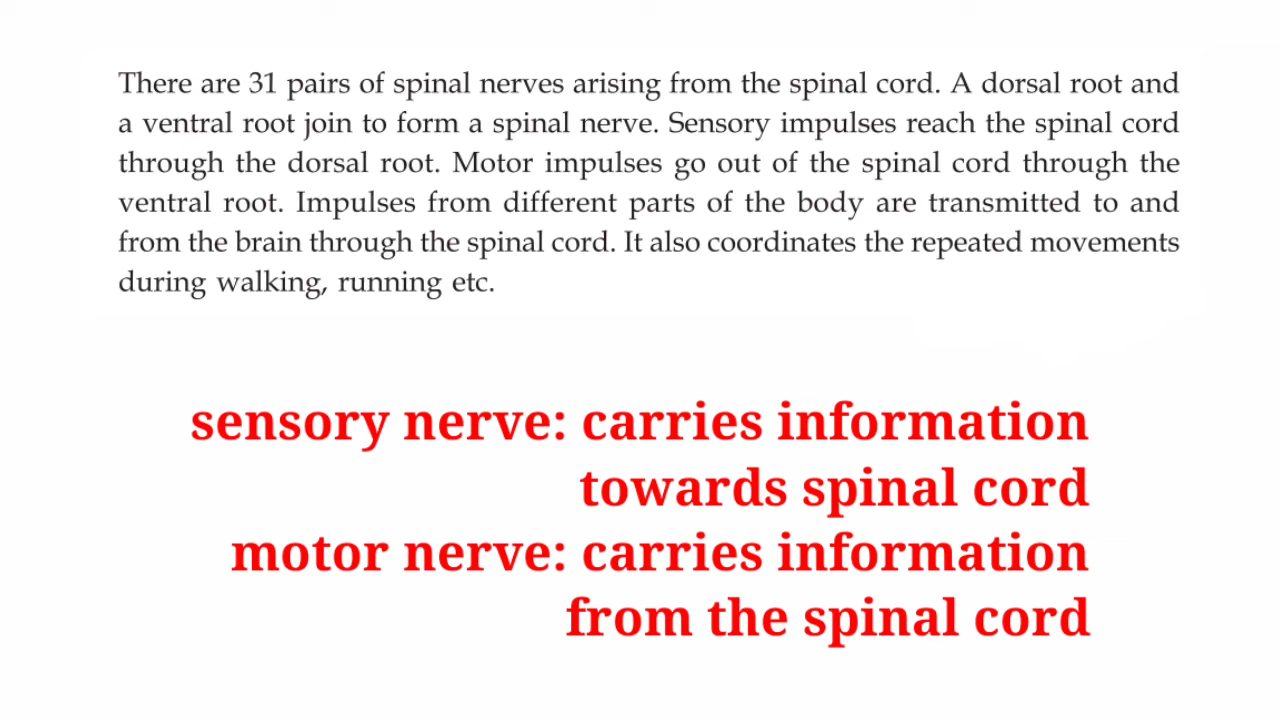 There are 31 pairs of spinal nerves arising from the spinal cord. A dorsal root and
a ventral root join to form a spinal nerve. Sensory impulses reach the spinal cord
through the dorsal root. Motor impulses go out of the spinal cord through the
ventral root. Impulses from different parts of the body are transmitted to and
from the brain through the spinal cord. It also coordinates the repeated movements
during walking, running etc.
sensory nerve: carries information
towards spinal cord
motor nerve: carries information
from the spinal cord